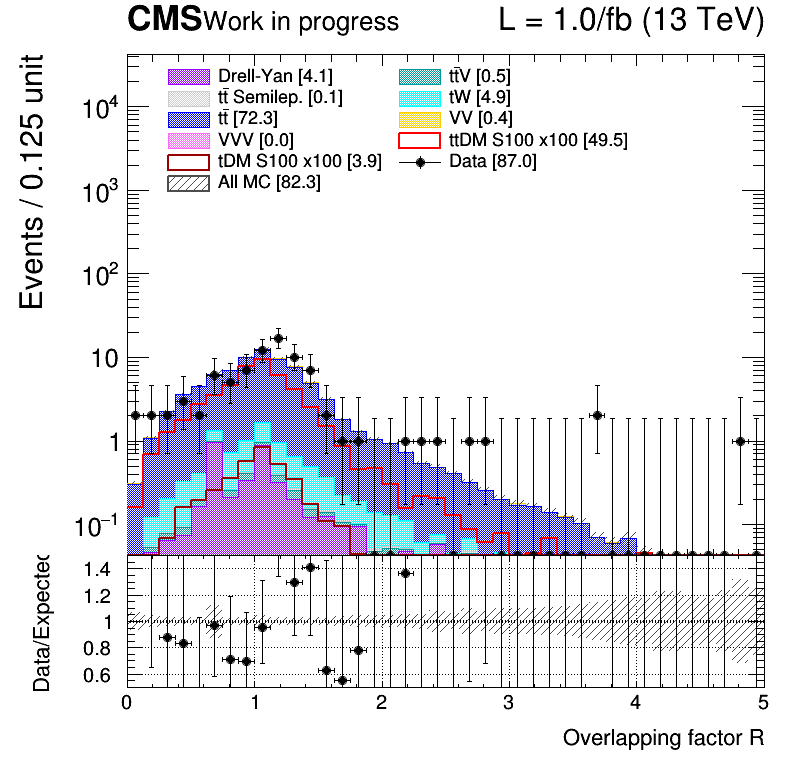 CMS Work in progress L = 1.0/fb (13 TeV)
Events / 0.125 unit
Drell-Yan [4.1] tt̄V [0.5]
tt̄ Semilep. [0.1] tW [4.9]
tt̄ [72.3] VV [0.4]
VVV [0.0] ttDM S100 x100 [49.5]
tDM S100 x100 [3.9] Data [87.0]
All MC [82.3]
10⁴
10³
10²
10
1
10⁻¹
Data/Expected
1.4
1.2
1
0.8
0.6
0 1 2 3 4 5
Overlapping factor R